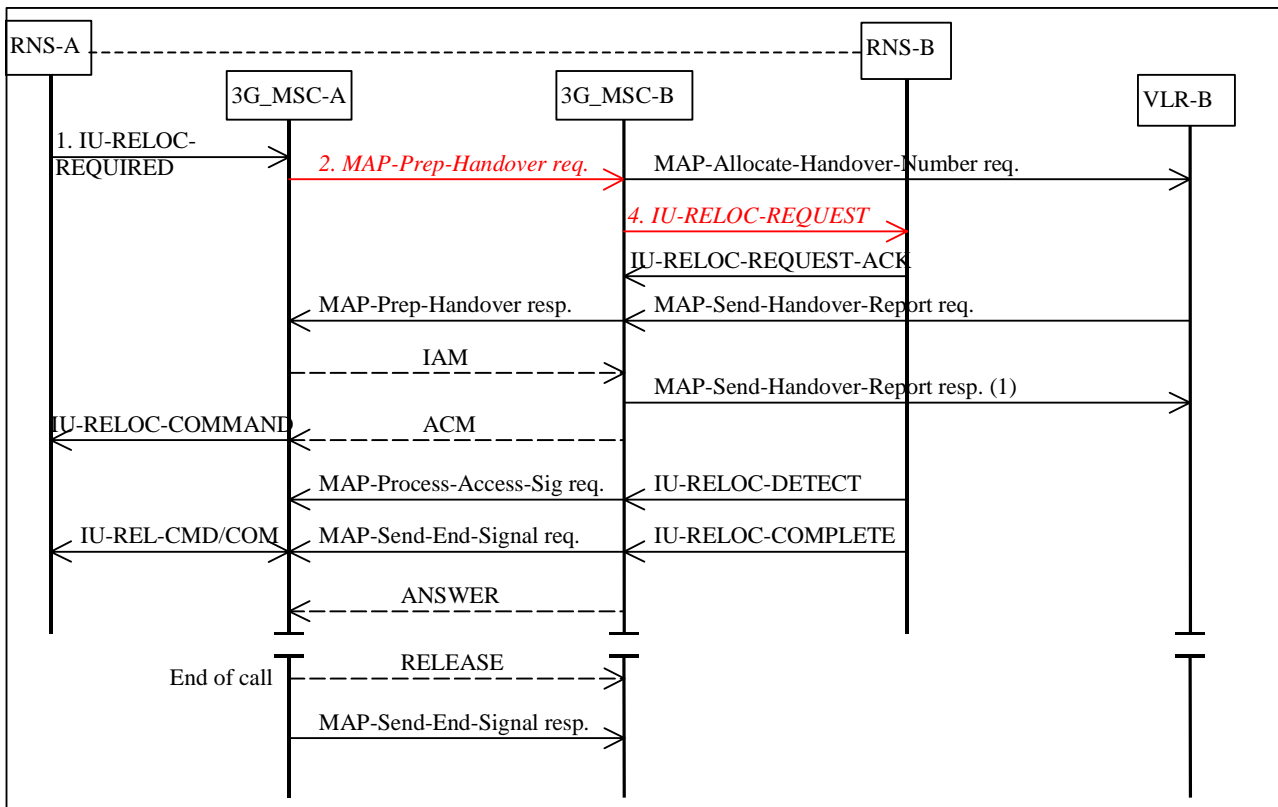 RNS-A
RNS-B
3G_MSC-A
3G_MSC-B
VLR-B
1. IU-RELOC-
REQUIRED
2. MAP-Prep-Handover req.
MAP-Allocate-Handover-Number req.
4. IU-RELOC-REQUEST
IU-RELOC-REQUEST-ACK
MAP-Prep-Handover resp.
MAP-Send-Handover-Report req.
IAM
MAP-Send-Handover-Report resp. (1)
IU-RELOC-COMMAND
ACM
MAP-Process-Access-Sig req.
IU-RELOC-DETECT
IU-REL-CMD/COM
MAP-Send-End-Signal req.
IU-RELOC-COMPLETE
ANSWER
RELEASE
End of call
MAP-Send-End-Signal resp.